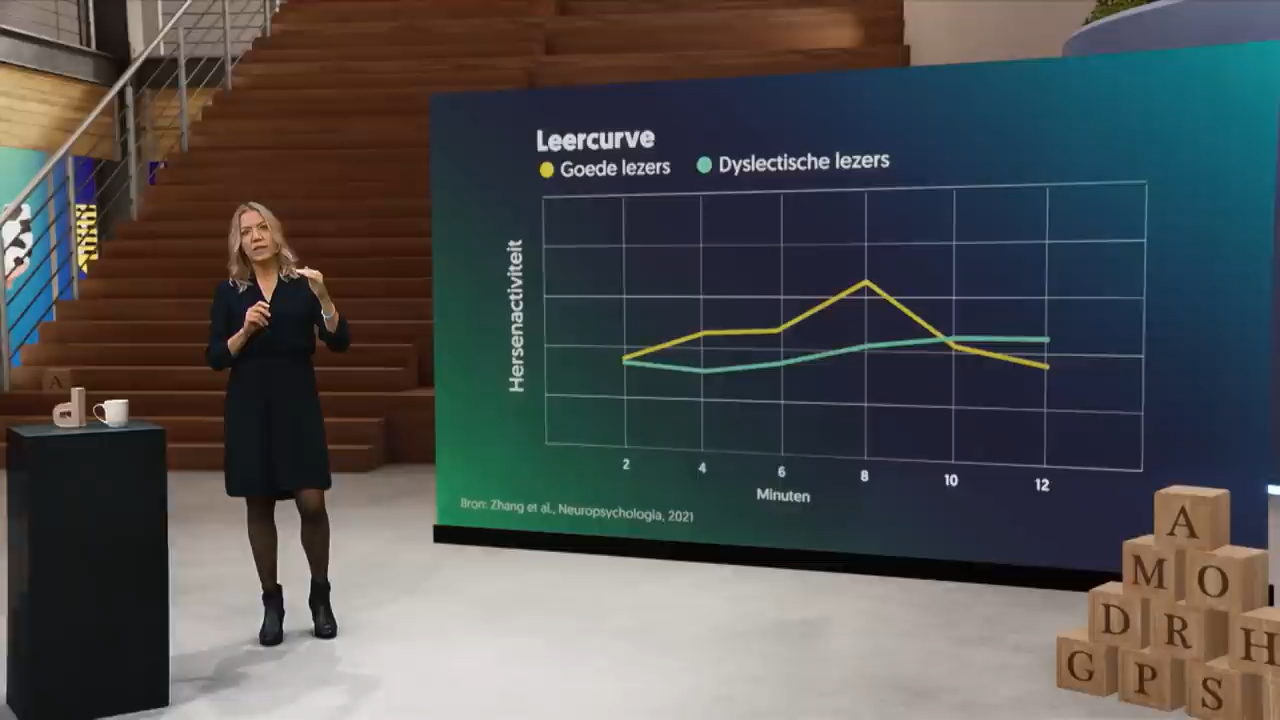 Leercurve
Goede lezers
Dyslectische lezers
Hersenactiviteit
2 4 6 8 10 12
Minuten
Bron: Zhang et al., Neuropsychologia, 2021
A
d
A
M O
D R H
G P S